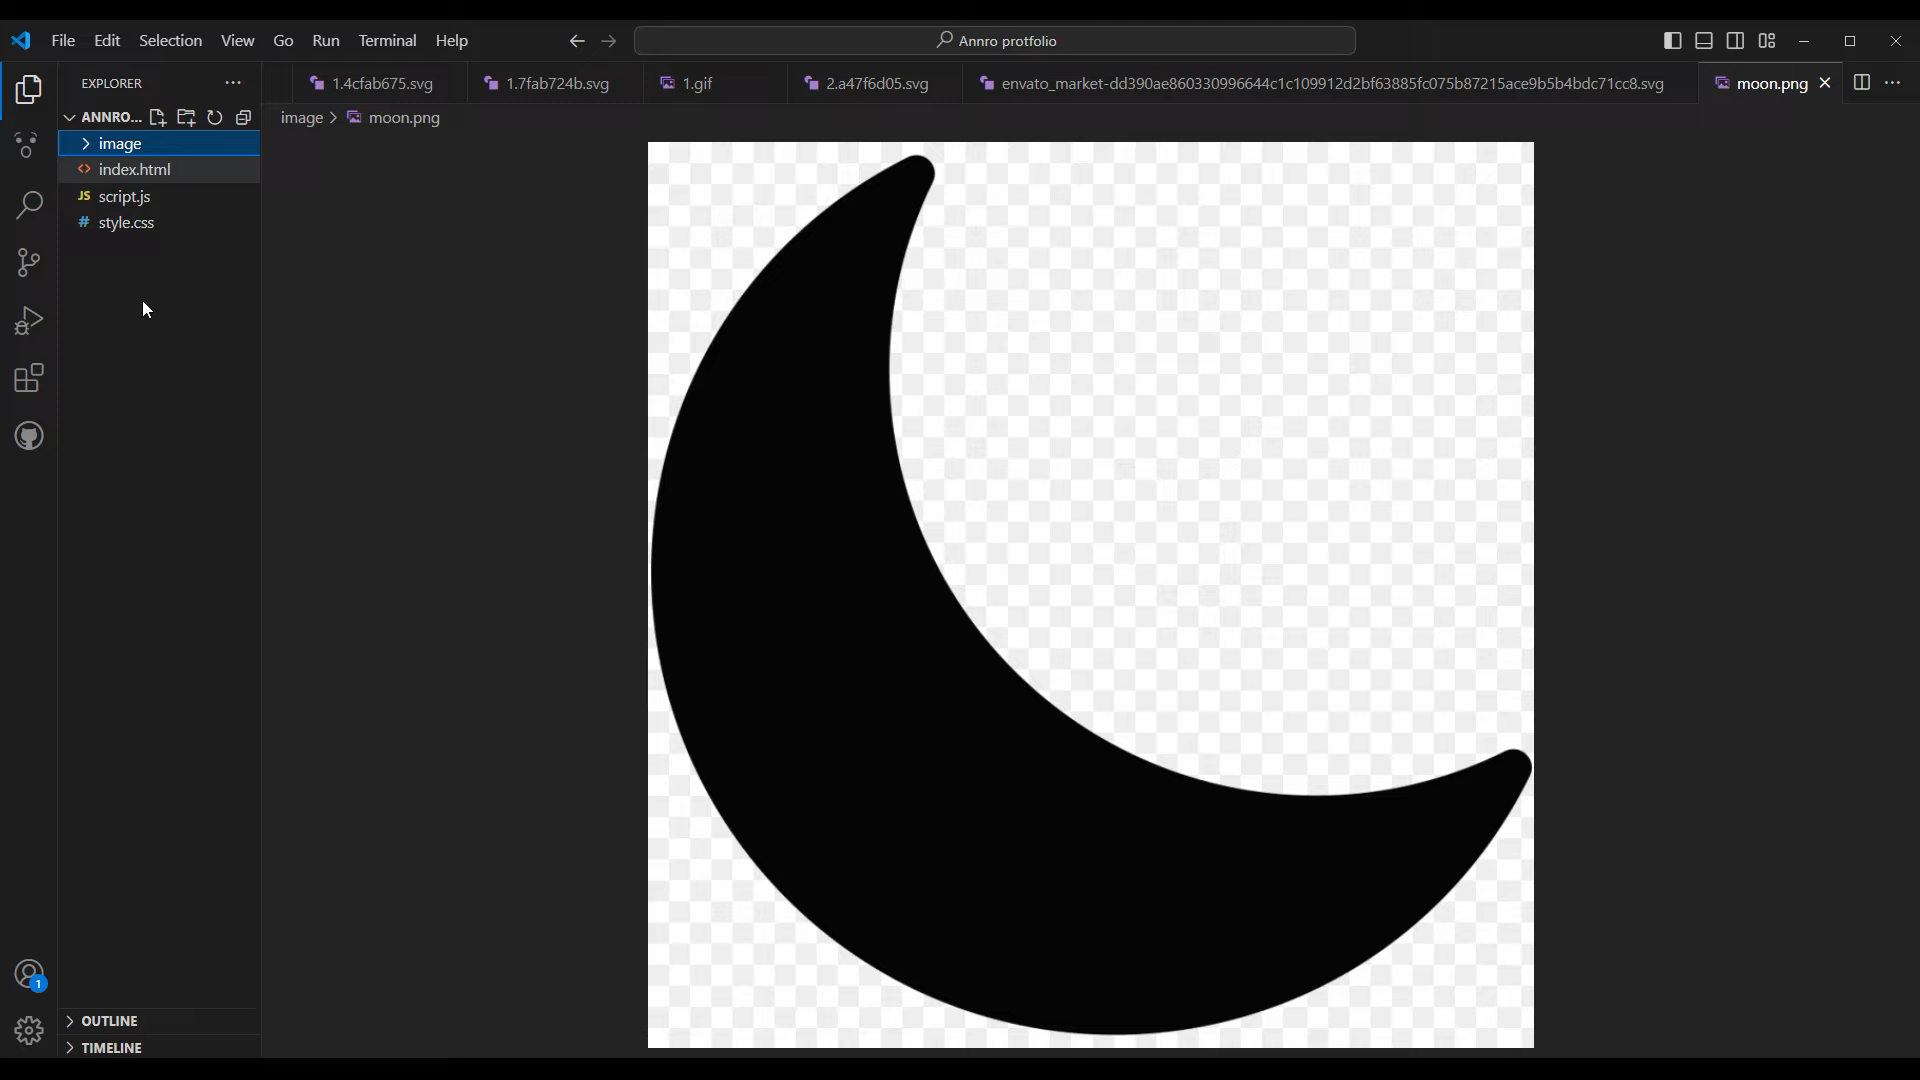 File Edit Selection View Go Run Terminal Help
Annro protfolio
EXPLORER
1.4cfab675.svg
1.7fab724b.svg
1.gif
2.a47f6d05.svg
envato_market-dd390ae860330996644c1c109912d2bf63885fc075b87215ace9b5b4bdc71cc8.svg
moon.png
ANNRO...
image > moon.png
image
<> index.html
JS script.js
# style.css
1
OUTLINE
TIMELINE